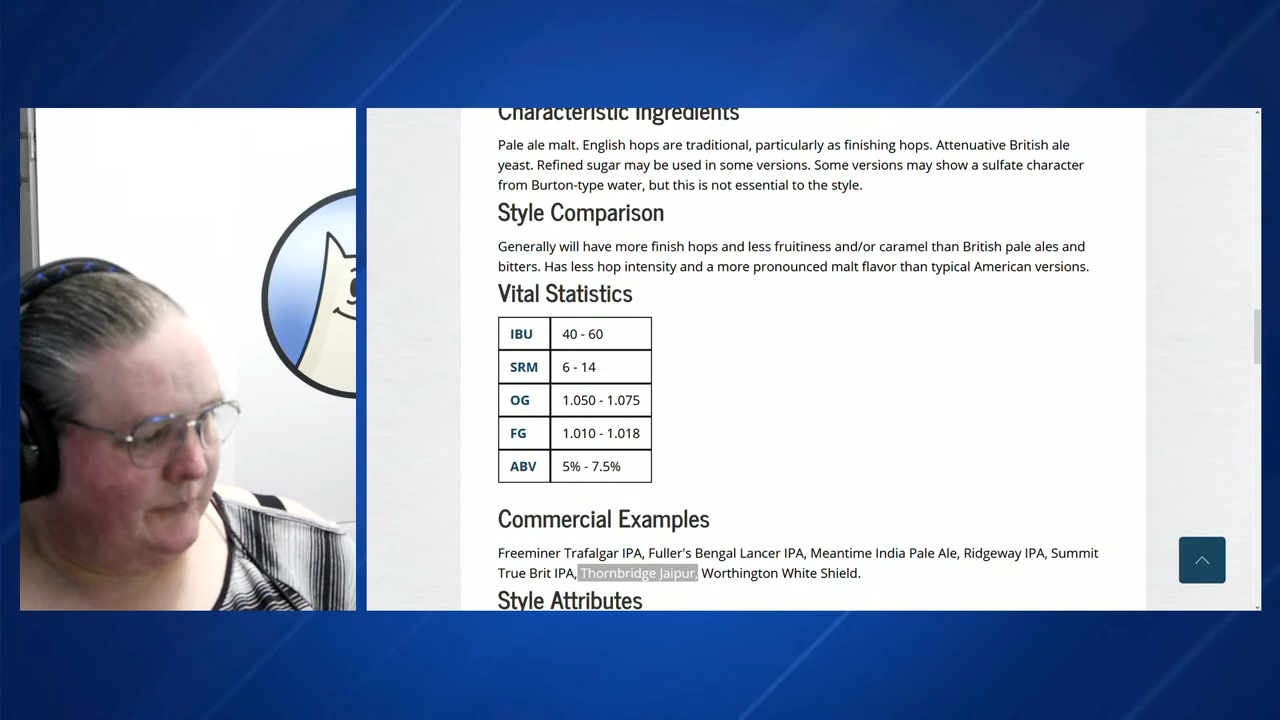 Characteristic Ingredients
Pale ale malt. English hops are traditional, particularly as finishing hops. Attenuative British ale
yeast. Refined sugar may be used in some versions. Some versions may show a sulfate character
from Burton-type water, but this is not essential to the style.
Style Comparison
Generally will have more finish hops and less fruitiness and/or caramel than British pale ales and
bitters. Has less hop intensity and a more pronounced malt flavor than typical American versions.
Vital Statistics
IBU 40 - 60
SRM 6 - 14
OG 1.050 - 1.075
FG 1.010 - 1.018
ABV 5% - 7.5%
Commercial Examples
Freeminer Trafalgar IPA, Fuller's Bengal Lancer IPA, Meantime India Pale Ale, Ridgeway IPA, Summit
True Brit IPA, Thornbridge Jaipur, Worthington White Shield.
Style Attributes